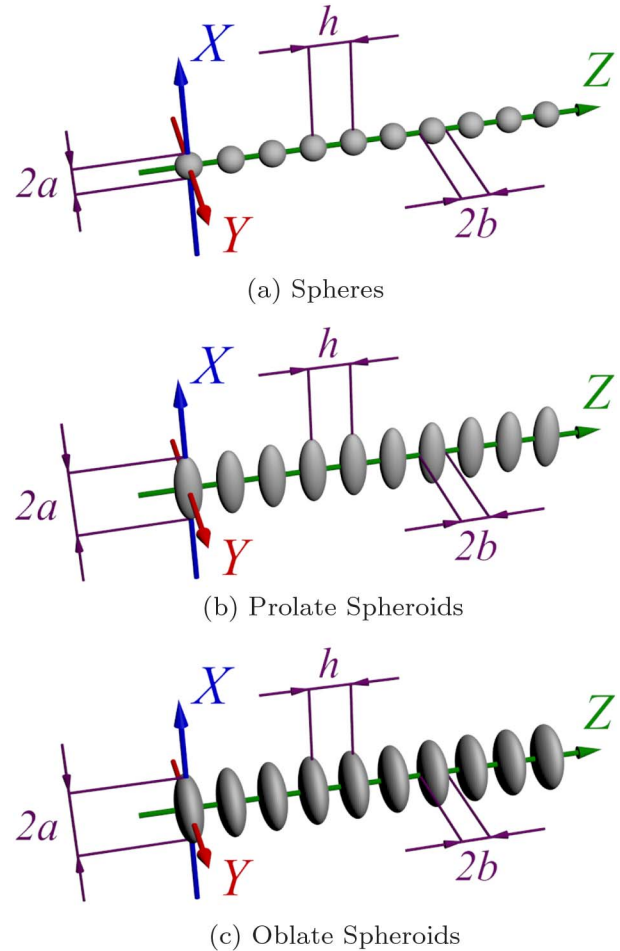 h
X
Z
2a
Y
2b
(a) Spheres
h
X
Z
2a
Y
2b
(b) Prolate Spheroids
h
X
Z
2a
Y
2b
(c) Oblate Spheroids